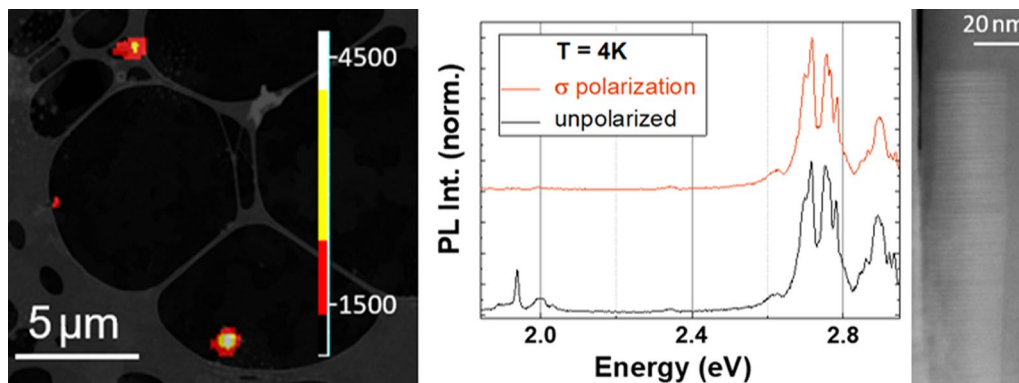 4500
1500
5 μm
PL Int. (norm.)
T = 4K
σ polarization
unpolarized
2.0 2.4 2.8
Energy (eV)
20 nm